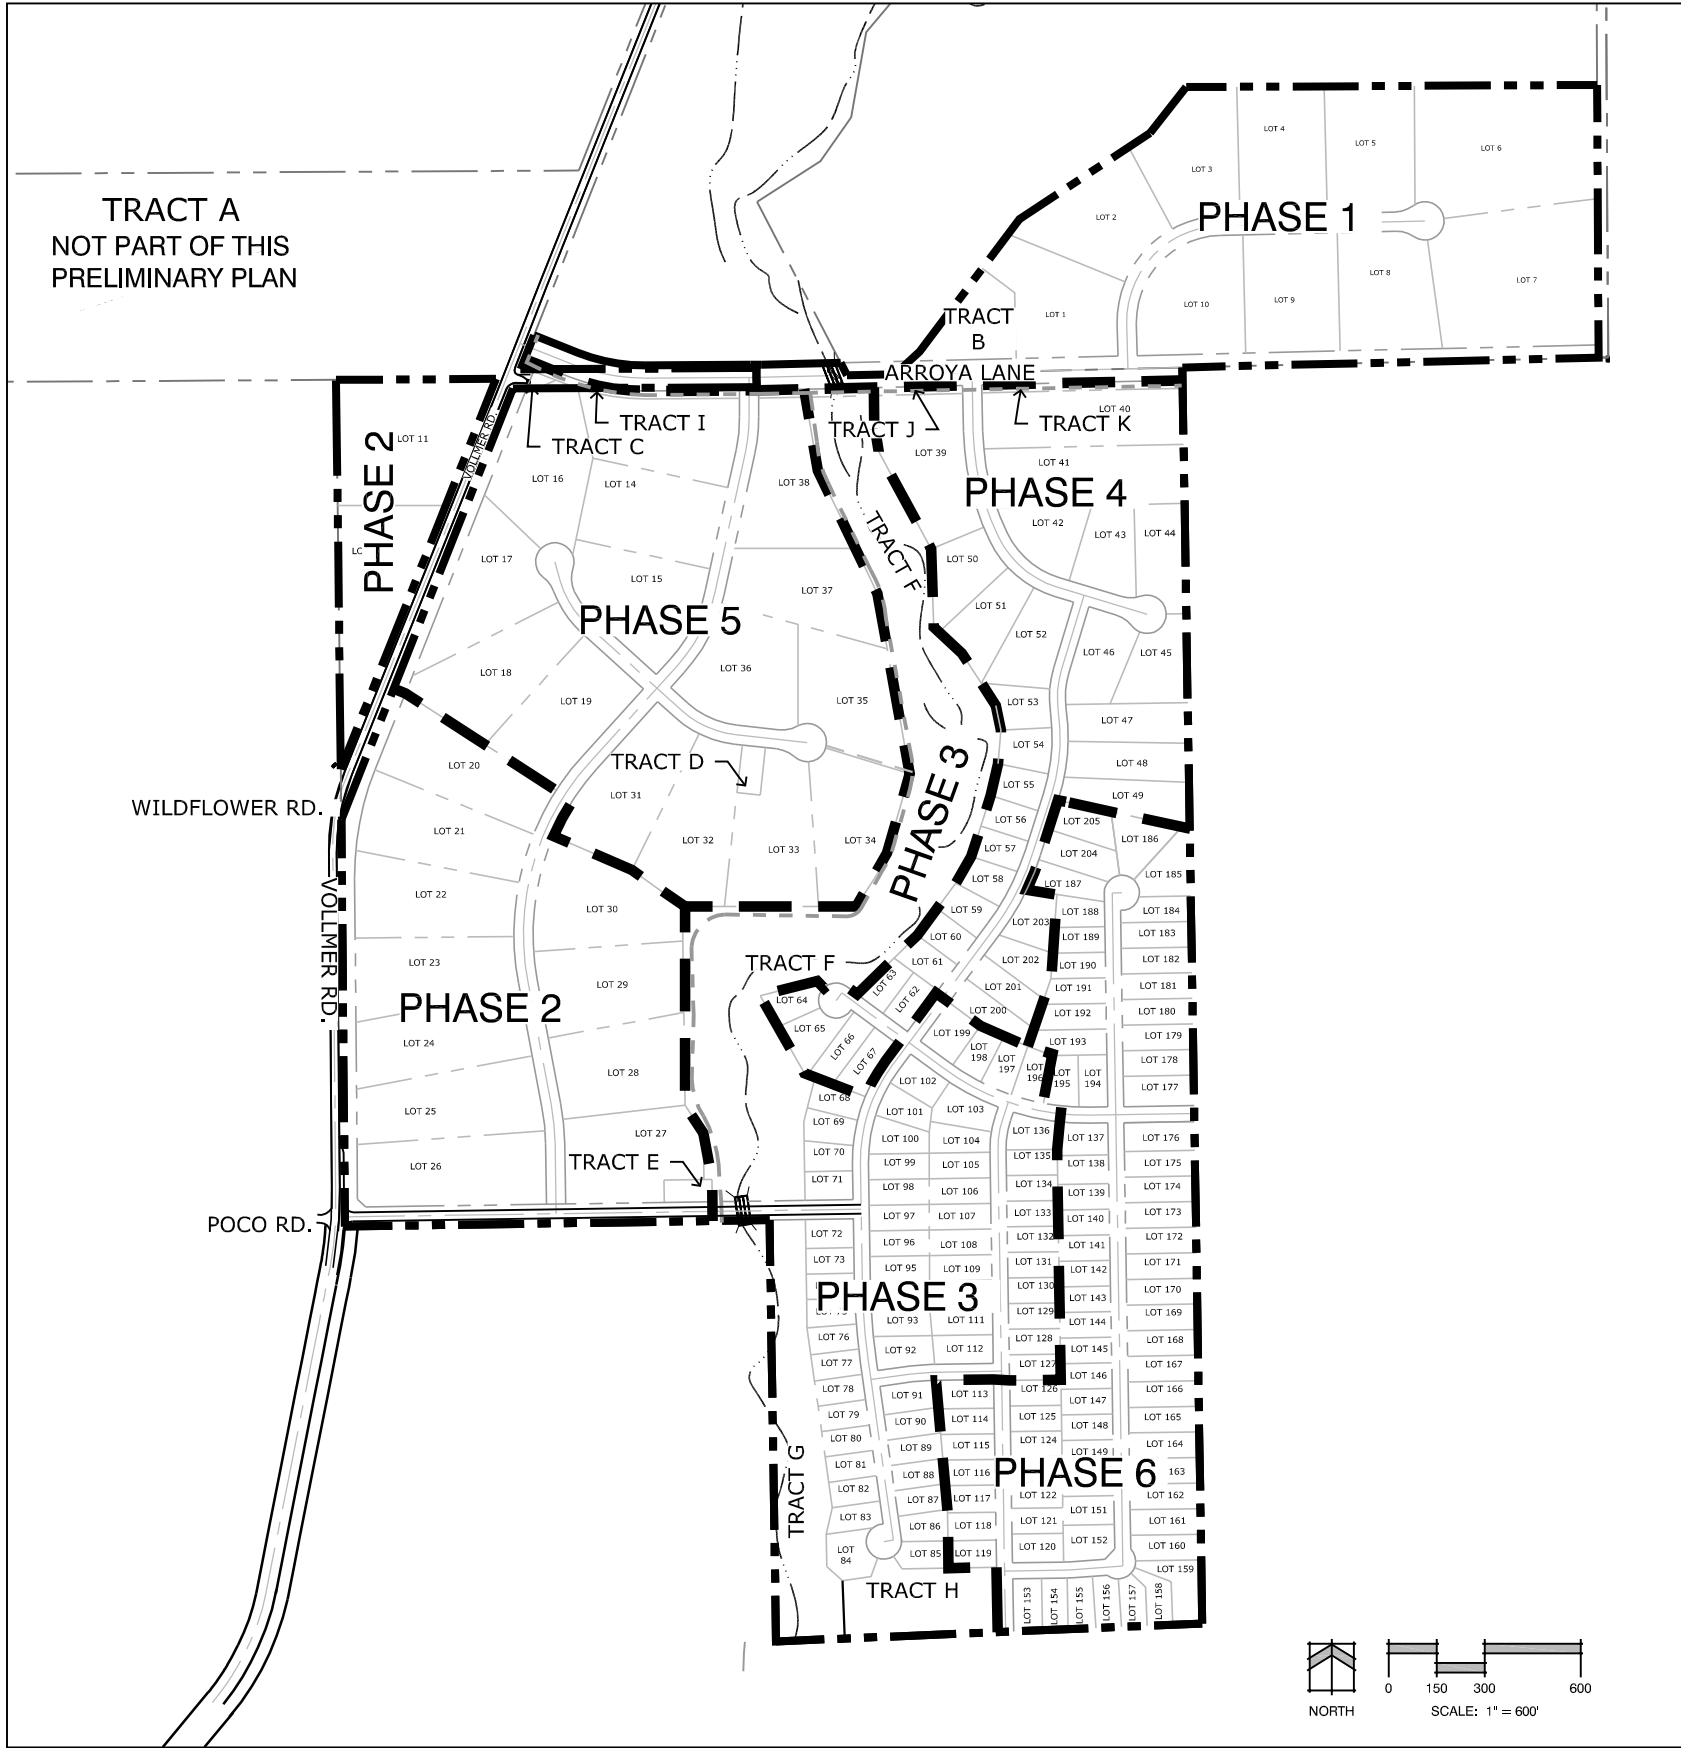 LOT 4
LOT 5
LOT 6
LOT 3
TRACT A
NOT PART OF THIS
PRELIMINARY PLAN
PHASE 1
LOT 2
LOT 8
LOT 7
LOT 10
LOT 9
LOT 1
TRACT
B
ARROYA LANE
TRACT I
TRACT C
TRACT J
TRACT K
LOT 40
VOLLMER RD.
LOT 11
PHASE 2
LOT 39
LOT 41
LOT 16
LOT 14
LOT 38
PHASE 4
LOT 42
LOT 43
LOT 44
TRACT F
LOT 17
LOT 15
LOT 37
LOT 50
LOT 51
PHASE 5
LOT 52
LOT 46
LOT 45
LOT 18
LOT 36
LOT 19
LOT 35
LOT 53
LOT 47
LOT 54
LOT 20
TRACT D
PHASE 3
LOT 48
LOT 55
LOT 31
LOT 49
WILDFLOWER RD.
LOT 56
LOT 205
LOT 21
LOT 32
LOT 33
LOT 34
LOT 57
LOT 204
LOT 186
LOT 58
LOT 187
LOT 185
LOT 22
LOT 30
LOT 59
LOT 203
LOT 188
LOT 184
VOLLMER RD.
LOT 60
LOT 189
LOT 183
LOT 23
TRACT F
LOT 61
LOT 202
LOT 190
LOT 182
LOT 29
LOT 63
LOT 62
LOT 201
LOT 191
LOT 181
PHASE 2
LOT 64
LOT 200
LOT 192
LOT 180
LOT 65
LOT 199
LOT 193
LOT 179
LOT 24
LOT 66
LOT 67
LOT
198
LOT
197
LOT
196
LOT
195
LOT
194
LOT 178
LOT 28
LOT 102
LOT 177
LOT 68
LOT 25
LOT 101
LOT 103
LOT 69
LOT 27
LOT 100
LOT 104
LOT 136
LOT 137
LOT 176
LOT 70
LOT 99
LOT 105
LOT 135
LOT 138
LOT 175
LOT 26
TRACT E
LOT 71
LOT 98
LOT 106
LOT 134
LOT 139
LOT 174
POCO RD.
LOT 97
LOT 107
LOT 133
LOT 140
LOT 173
LOT 72
LOT 96
LOT 108
LOT 132
LOT 141
LOT 172
LOT 73
LOT 95
LOT 109
LOT 131
LOT 142
LOT 171
PHASE 3
LOT 130
LOT 143
LOT 170
LOT 93
LOT 111
LOT 129
LOT 144
LOT 169
LOT 76
LOT 92
LOT 112
LOT 128
LOT 145
LOT 168
LOT 77
LOT 127
LOT 146
LOT 167
LOT 78
LOT 91
LOT 113
LOT 126
LOT 147
LOT 166
LOT 79
LOT 90
LOT 114
LOT 125
LOT 148
LOT 165
LOT 80
LOT 89
LOT 115
LOT 124
LOT 149
LOT 164
LOT 81
LOT 88
LOT 116
PHASE 6
163
LOT 82
LOT 87
LOT 117
LOT 122
LOT 151
LOT 162
TRACT G
LOT 83
LOT 86
LOT 118
LOT 121
LOT 152
LOT 161
LOT
84
LOT 85
LOT 119
LOT 120
LOT 160
LOT 159
TRACT H
LOT 153
LOT 154
LOT 155
LOT 156
LOT 157
LOT 158
NORTH
0 150 300 600
SCALE: 1" = 600'